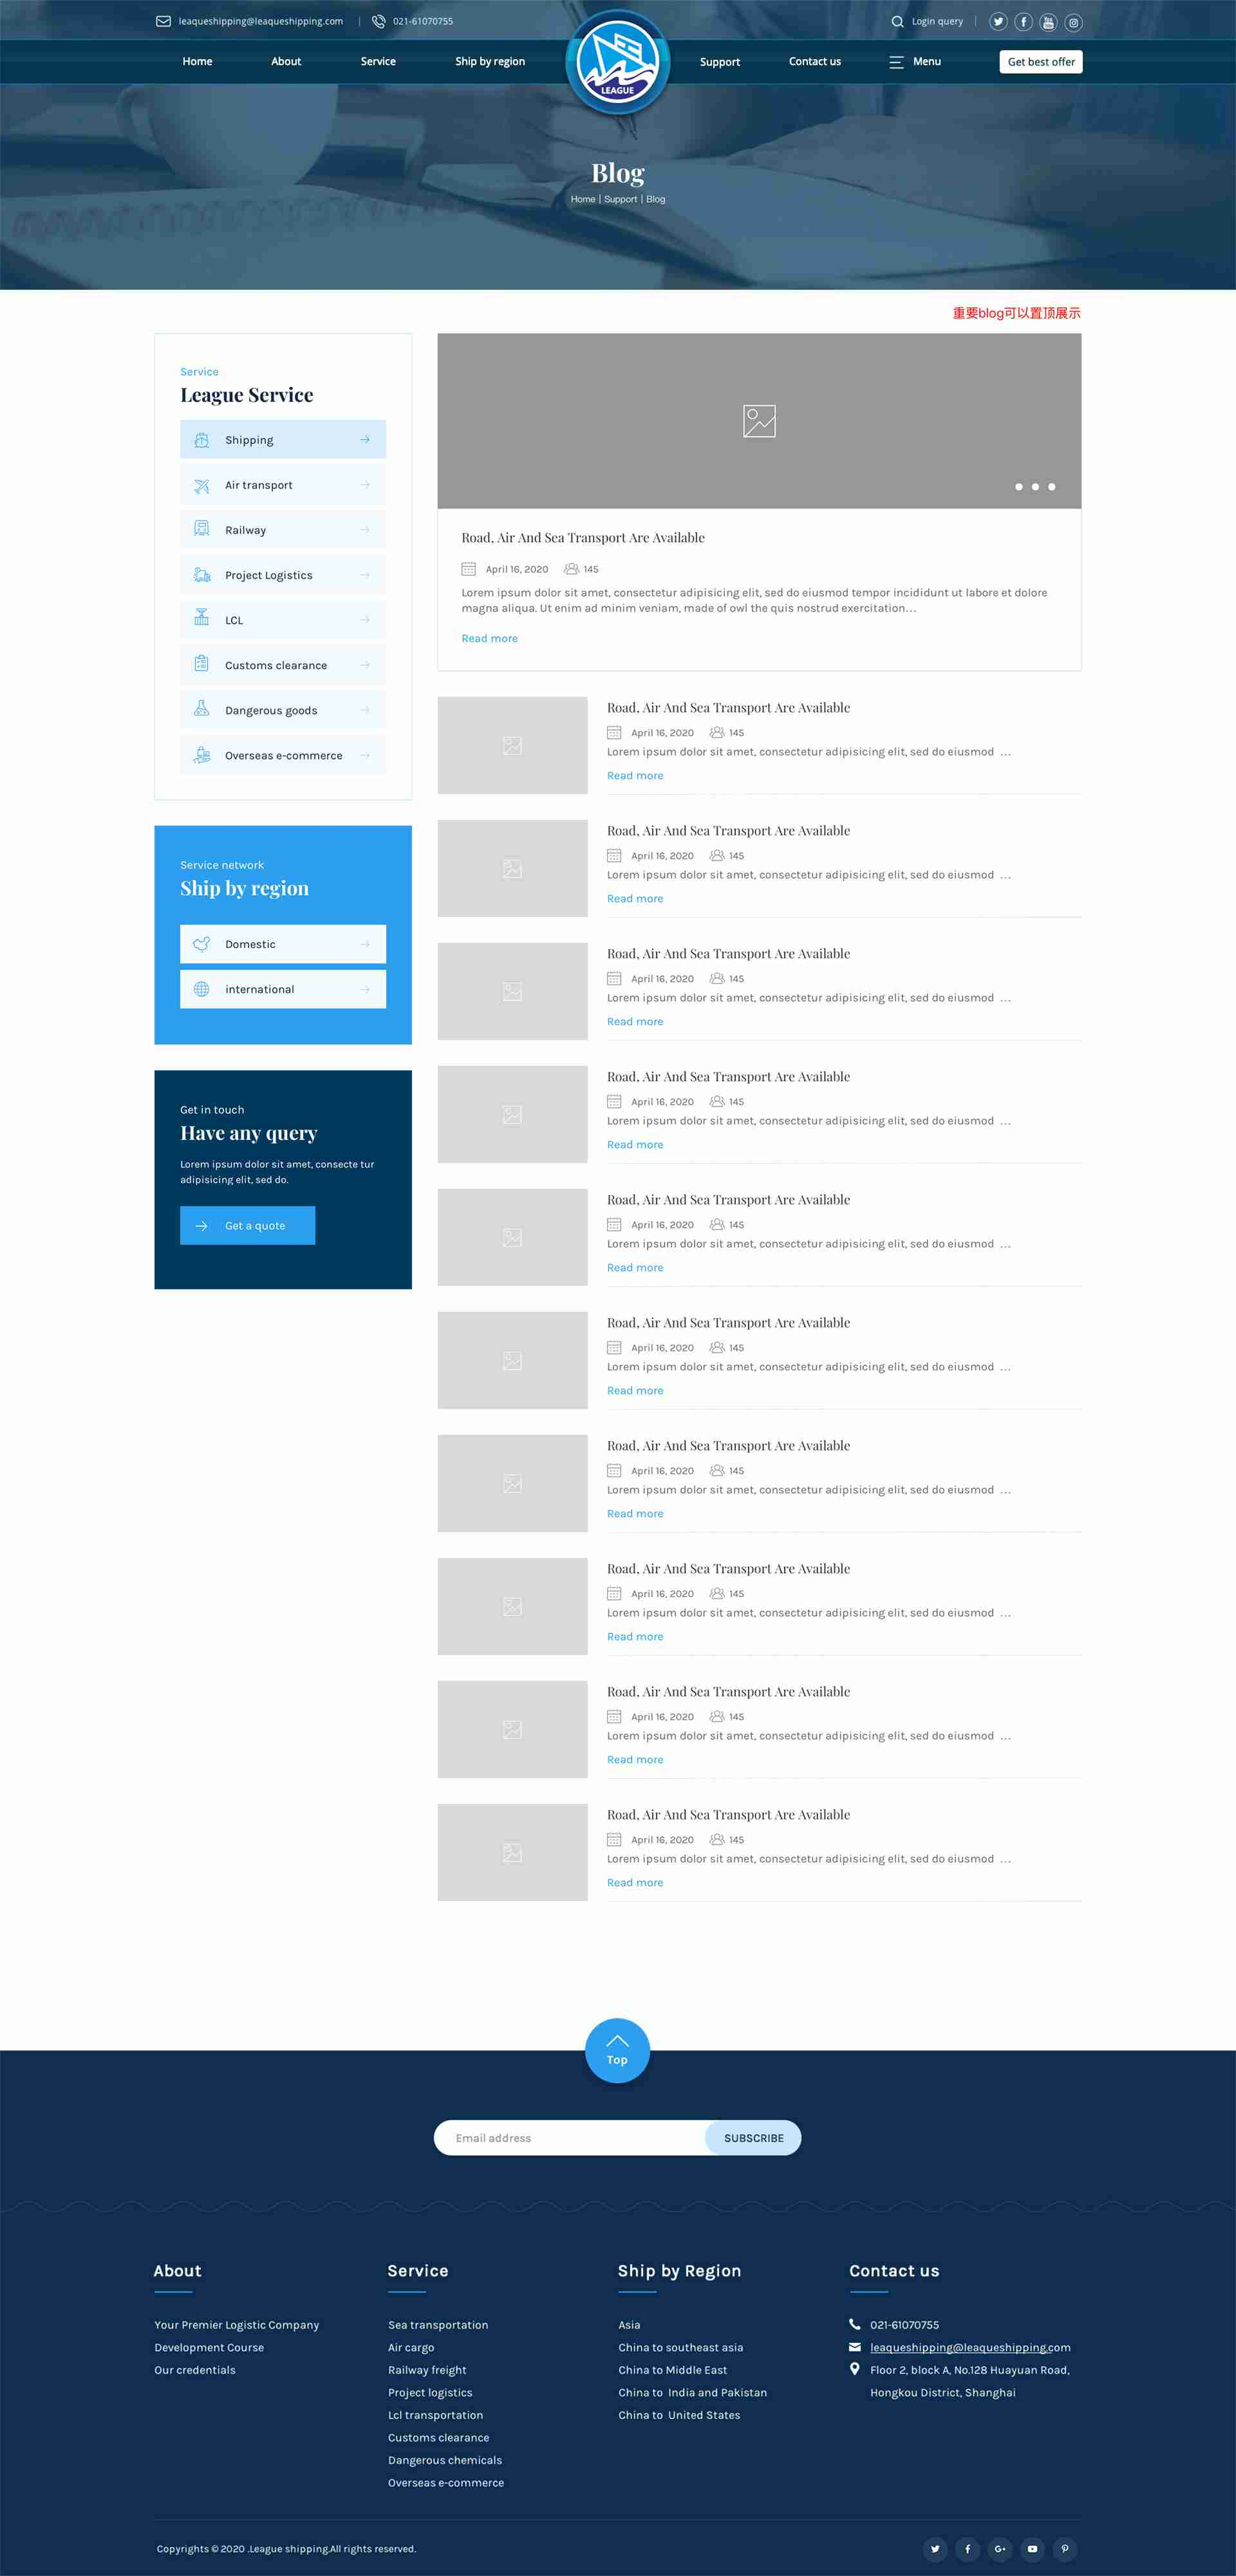 leaqueshipping@leaqueshipping.com | 021-61070755
Login query
Home
About
Service
Ship by region
LEAGUE
Support
Contact us
Menu
Get best offer
Blog
Home | Support | Blog
重要blog可以置顶展示
Service
League Service
Shipping
Air transport
Railway
Project Logistics
LCL
Customs clearance
Dangerous goods
Overseas e-commerce
Service network
Ship by region
Domestic
international
Get in touch
Have any query
Lorem ipsum dolor sit amet, consecte tur
adipisicing elit, sed do.
Get a quote
Road, Air And Sea Transport Are Available
April 16, 2020 145
Lorem ipsum dolor sit amet, consectetur adipisicing elit, sed do eiusmod tempor incididunt ut labore et dolore
magna aliqua. Ut enim ad minim veniam, made of owl the quis nostrud exercitation...
Read more
Road, Air And Sea Transport Are Available
April 16, 2020 145
Lorem ipsum dolor sit amet, consectetur adipisicing elit, sed do eiusmod ...
Read more
Road, Air And Sea Transport Are Available
April 16, 2020 145
Lorem ipsum dolor sit amet, consectetur adipisicing elit, sed do eiusmod ...
Read more
Road, Air And Sea Transport Are Available
April 16, 2020 145
Lorem ipsum dolor sit amet, consectetur adipisicing elit, sed do eiusmod ...
Read more
Road, Air And Sea Transport Are Available
April 16, 2020 145
Lorem ipsum dolor sit amet, consectetur adipisicing elit, sed do eiusmod ...
Read more
Road, Air And Sea Transport Are Available
April 16, 2020 145
Lorem ipsum dolor sit amet, consectetur adipisicing elit, sed do eiusmod ...
Read more
Road, Air And Sea Transport Are Available
April 16, 2020 145
Lorem ipsum dolor sit amet, consectetur adipisicing elit, sed do eiusmod ...
Read more
Road, Air And Sea Transport Are Available
April 16, 2020 145
Lorem ipsum dolor sit amet, consectetur adipisicing elit, sed do eiusmod ...
Read more
Road, Air And Sea Transport Are Available
April 16, 2020 145
Lorem ipsum dolor sit amet, consectetur adipisicing elit, sed do eiusmod ...
Read more
Road, Air And Sea Transport Are Available
April 16, 2020 145
Lorem ipsum dolor sit amet, consectetur adipisicing elit, sed do eiusmod ...
Read more
Road, Air And Sea Transport Are Available
April 16, 2020 145
Lorem ipsum dolor sit amet, consectetur adipisicing elit, sed do eiusmod ...
Read more
Top
Email address
SUBSCRIBE
About
Your Premier Logistic Company
Development Course
Our credentials
Service
Sea transportation
Air cargo
Railway freight
Project logistics
Lcl transportation
Customs clearance
Dangerous chemicals
Overseas e-commerce
Ship by Region
Asia
China to southeast asia
China to Middle East
China to India and Pakistan
China to United States
Contact us
021-61070755
leaqueshipping@leaqueshipping.com
Floor 2, block A, No.128 Huayuan Road,
Hongkou District, Shanghai
Copyrights © 2020 .League shipping.All rights reserved.